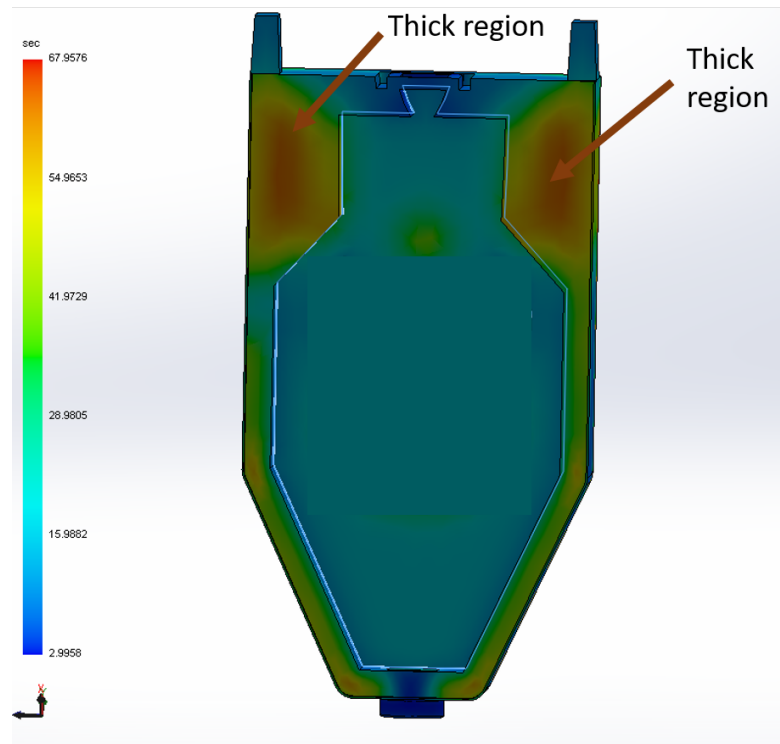 Thick region
Thick
region
sec
67.9576
54.9653
41.9729
28.9805
15.9882
2.9958
X